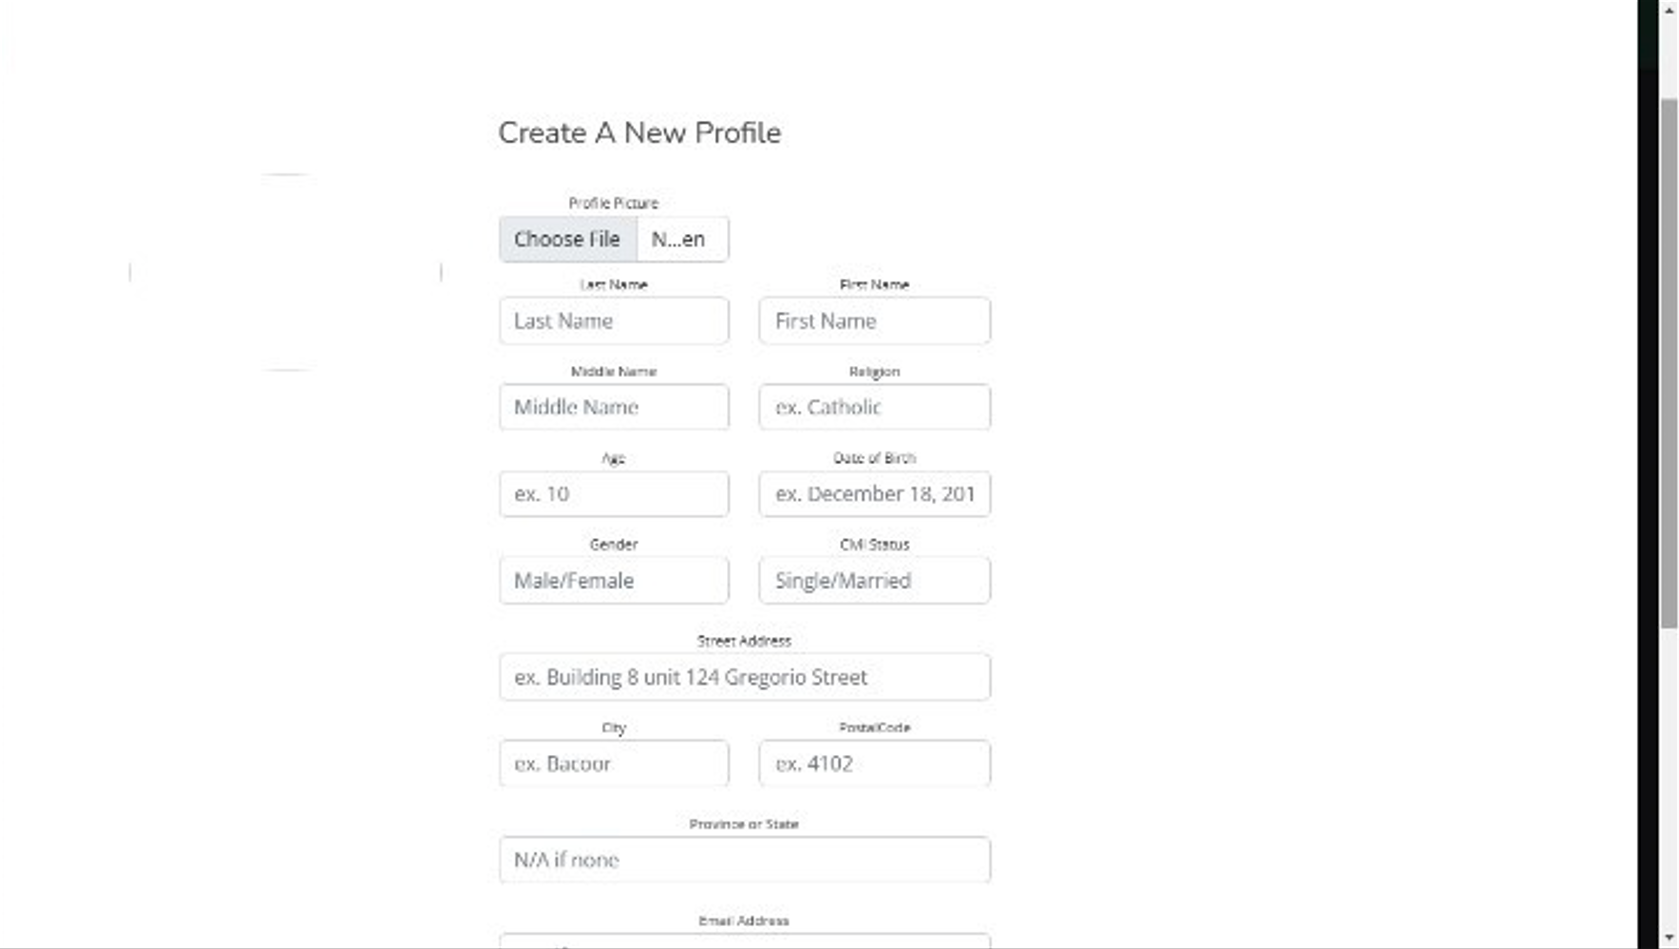 Create A New Profile
Profile Picture
Choose File N...en
Last Name First Name
Last Name First Name
Middle Name Religion
Middle Name ex. Catholic
Age Date of Birth
ex. 10 ex. December 18, 201
Gender Civil Status
Male/Female Single/Married
Street Address
ex. Building 8 unit 124 Gregorio Street
City PostalCode
ex. Bacoor ex. 4102
Province or State
N/A if none
Email Address